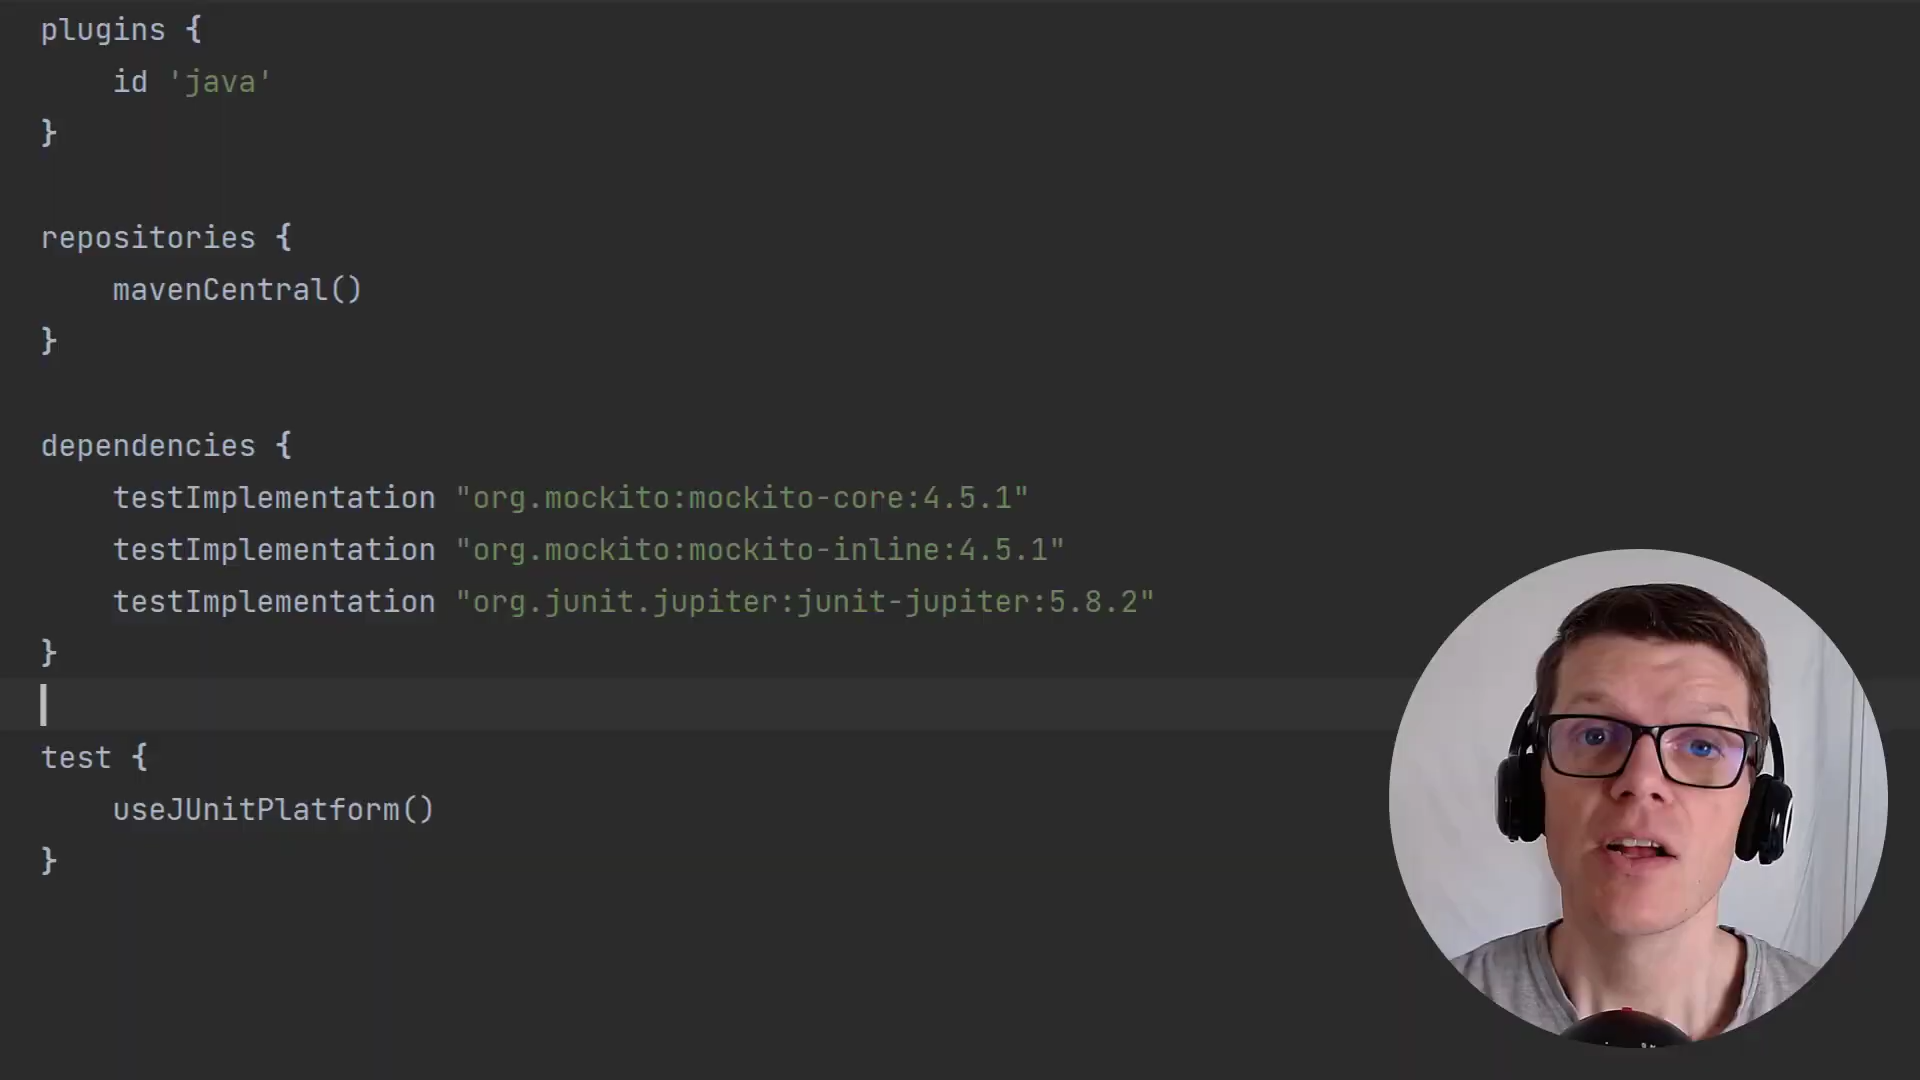 plugins {
    id 'java'
}
repositories {
    mavenCentral()
}
dependencies {
    testImplementation "org.mockito:mockito-core:4.5.1"
    testImplementation "org.mockito:mockito-inline:4.5.1"
    testImplementation "org.junit.jupiter:junit-jupiter:5.8.2"
}
test {
    useJUnitPlatform()
}